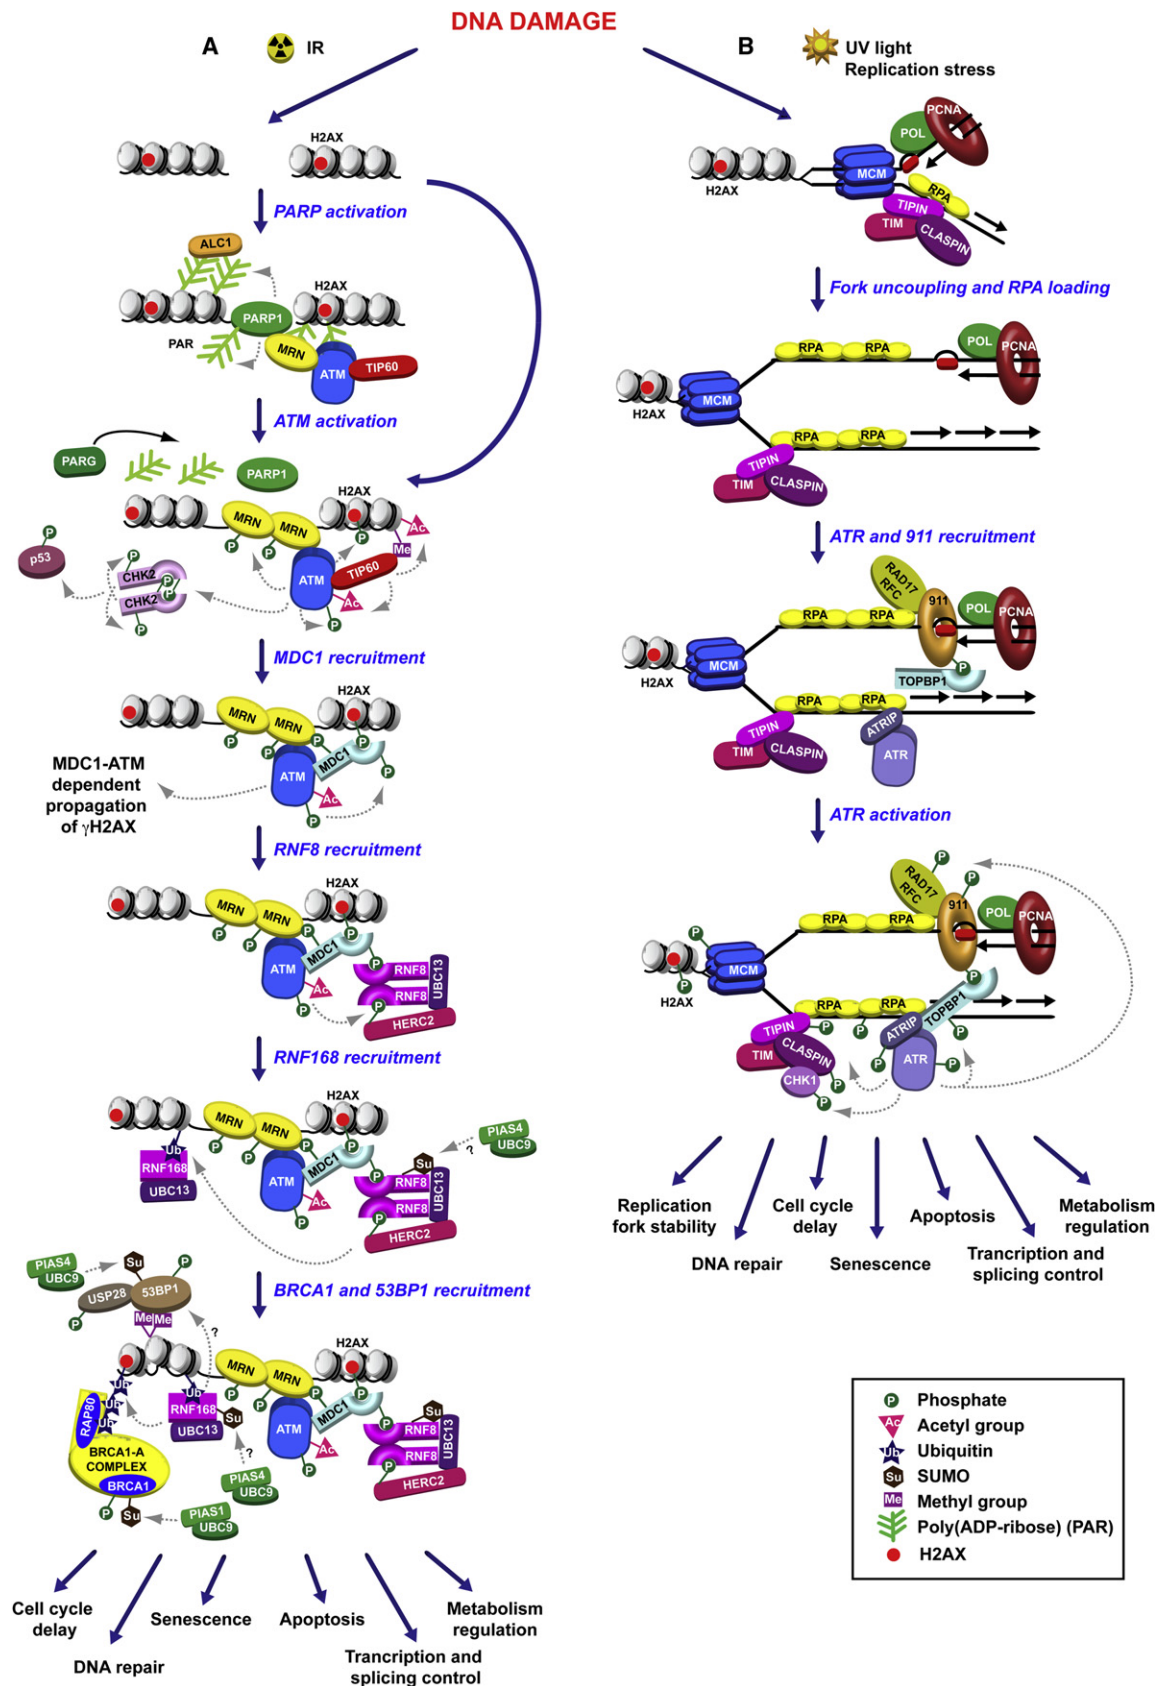 DNA DAMAGE
A
IR
H2AX
PARP activation
ALC1
H2AX
PARP1
PAR
MRN
ATM
TIP60
ATM activation
PARG
PARP1
H2AX
MRN
MRN
Ac
Me
P
P
P
P
p53
P
CHK2
P
P
CHK2
P
ATM
TIP60
Ac
P
MDC1 recruitment
H2AX
MRN
MRN
P
P
P
P
P
MDC1
P
ATM
Ac
P
MDC1-ATM
dependent
propagation
of γH2AX
RNF8 recruitment
H2AX
MRN
MRN
P
P
P
P
MDC1
ATM
P
RNF8
RNF8
UBC13
Ac
P
P
HERC2
RNF168 recruitment
H2AX
MRN
MRN
P
P
P
P
MDC1
Ub
RNF168
UBC13
ATM
Ac
P
P
Su
?
PIAS4
UBC9
RNF8
RNF8
UBC13
P
HERC2
BRCA1 and 53BP1 recruitment
PIAS4
UBC9
Su
P
USP28
53BP1
P
Me
Me
?
H2AX
MRN
MRN
P
P
P
P
MDC1
Ub
Ub
Ub
RAP80
Ub
RNF168
UBC13
Su
?
ATM
Ac
P
P
Su
RNF8
RNF8
UBC13
P
HERC2
BRCA1-A
COMPLEX
BRCA1
P
Su
PIAS4
UBC9
PIAS1
UBC9
Cell cycle
delay
DNA repair
Senescence
Apoptosis
Trancription and
splicing control
Metabolism
regulation
B
UV light
Replication stress
H2AX
MCM
POL
PCNA
RPA
TIPIN
TIM
CLASPIN
Fork uncoupling and RPA loading
H2AX
MCM
RPA
RPA
POL
PCNA
RPA
RPA
TIPIN
TIM
CLASPIN
ATR and 911 recruitment
H2AX
MCM
RPA
RPA
RAD17
RFC
911
POL
PCNA
P
TOPBP1
RPA
RPA
TIPIN
TIM
CLASPIN
ATRIP
ATR
ATR activation
P
P
RAD17
RFC
911
POL
PCNA
RPA
RPA
P
P
H2AX
MCM
P
TOPBP1
RPA
RPA
TIPIN
P
P
P
TIM
CLASPIN
P
ATRIP
ATR
P
P
CHK1
P
Replication
fork stability
DNA repair
Cell cycle
delay
Senescence
Apoptosis
Trancription and
splicing control
Metabolism
regulation
P Phosphate
Ac Acetyl group
Ub Ubiquitin
Su SUMO
Me Methyl group
Poly(ADP-ribose) (PAR)
H2AX